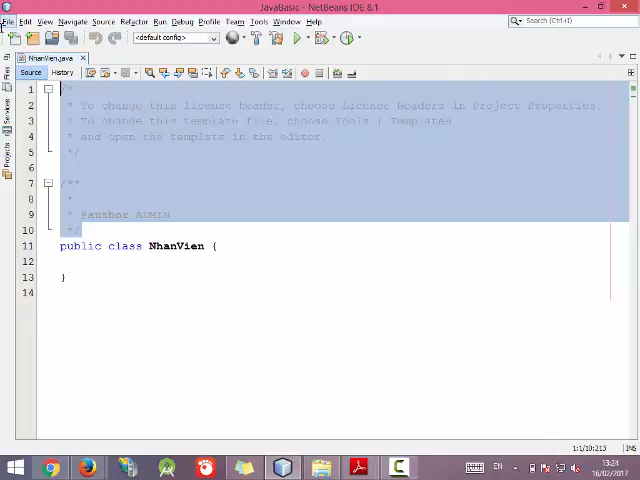 JavaBasic - NetBeans IDE 8.1
File Edit View Navigate Source Refactor Run Debug Profile Team Tools Window Help
Search (Ctrl+I)
<default config>
NhanVien.java
Source History
Files
Services
Projects
1 /*
2 * To change this license header, choose License Headers in Project Properties.
3 * To change this template file, choose Tools | Templates
4 * and open the template in the editor.
5 */
6
7 /**
8 *
9 * @author ADMIN
10 */
11 public class NhanVien {
12
13 }
14
1:1/10:213
EN
13:24
16/02/2017